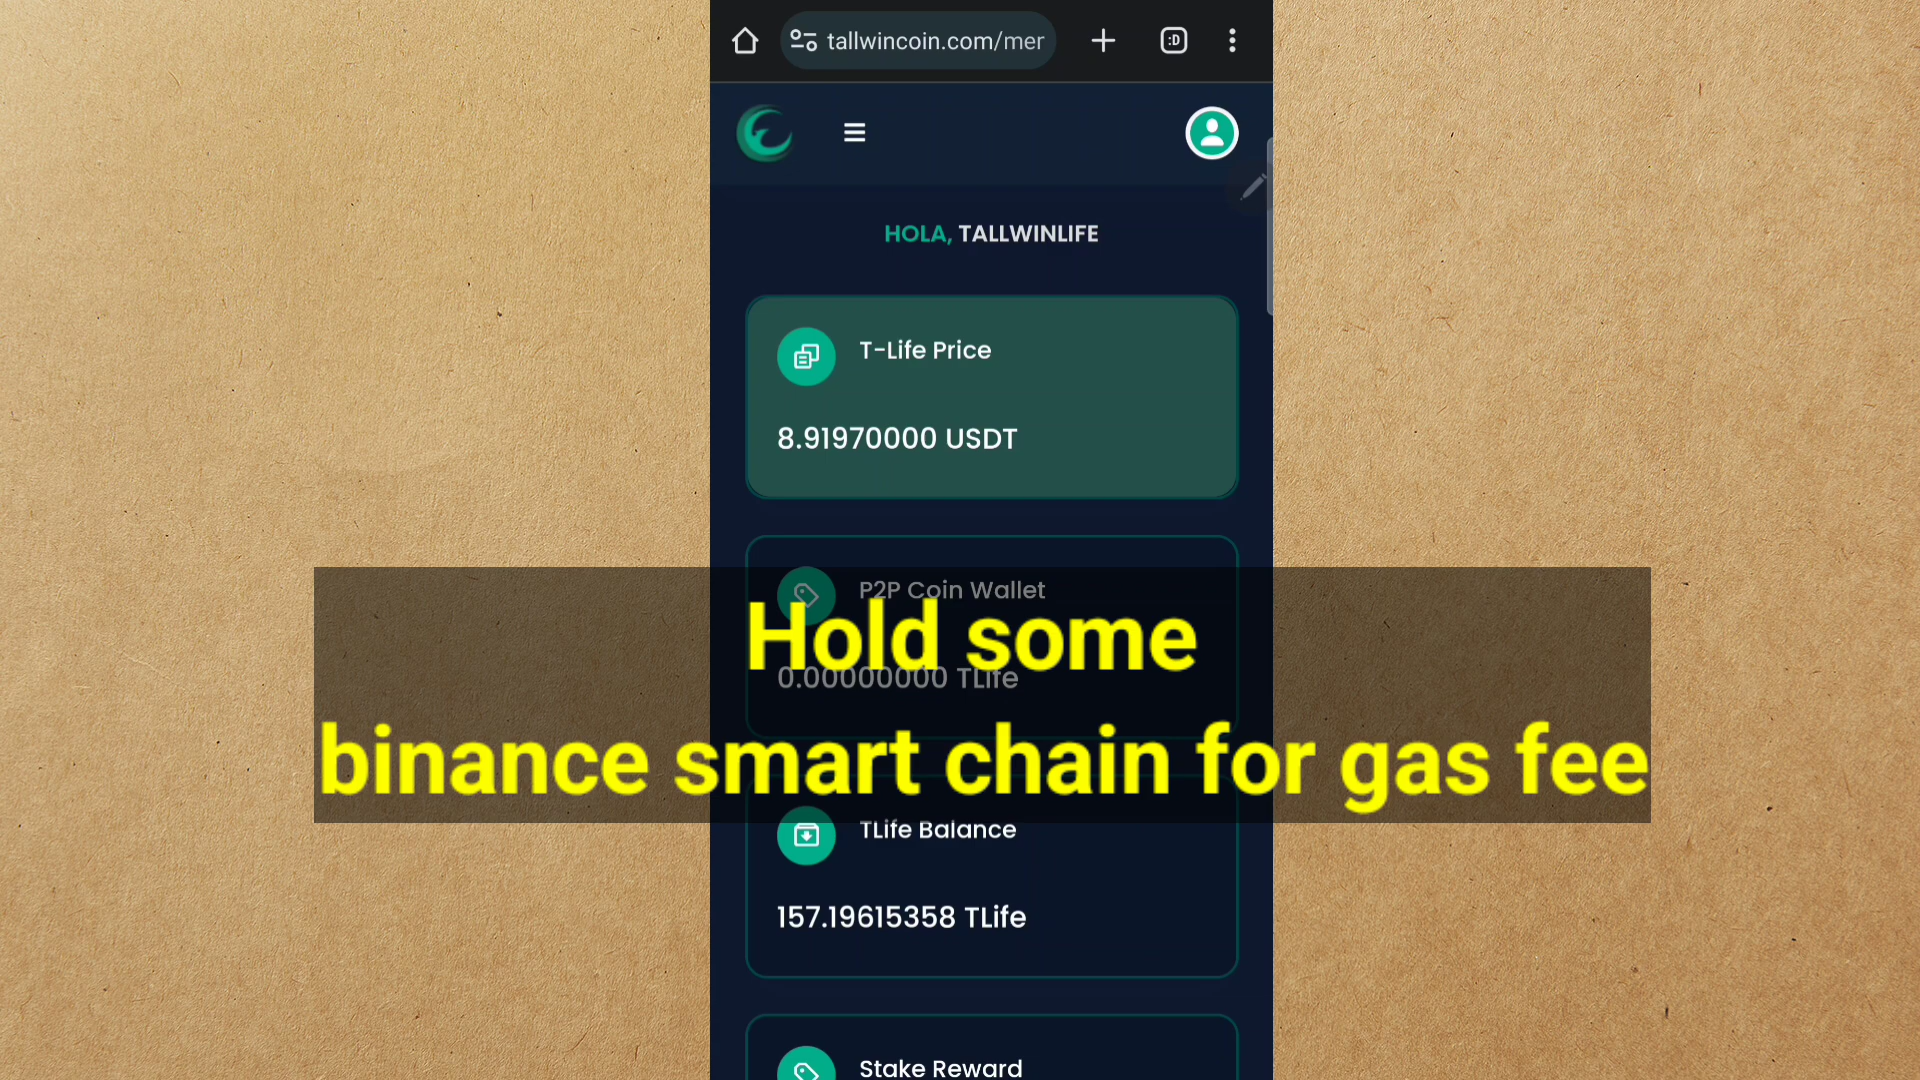 :D
tallwincoin.com/mer
HOLA, TALLWINLIFE
T-Life Price
8.91970000 USDT
P2P Coin Wallet
Hold some
0.00000000 TLife
binance smart chain for gas fee
TLife Balance
157.19615358 TLife
Stake Reward